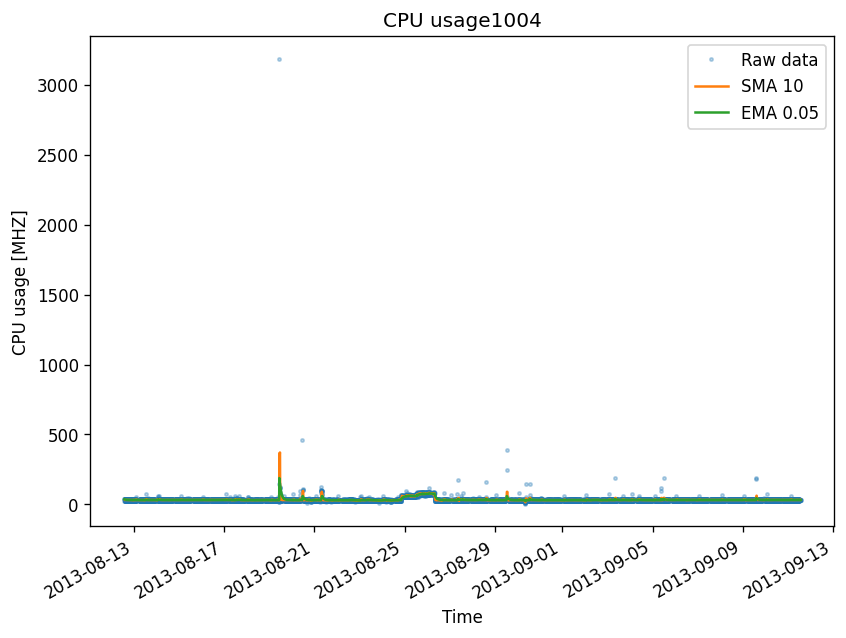 CPU usage1004
Raw data
SMA 10
EMA 0.05
CPU usage [MHZ]
3000
2500
2000
1500
1000
500
0
2013-08-13
2013-08-17
2013-08-21
2013-08-25
2013-08-29
2013-09-01
2013-09-05
2013-09-09
2013-09-13
Time